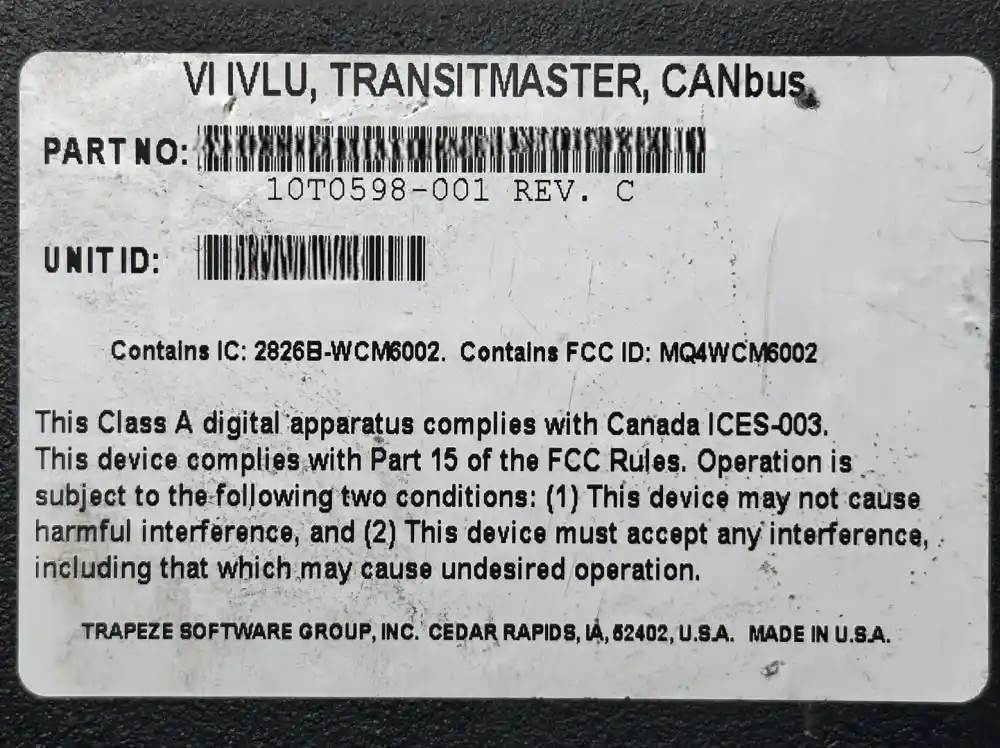 VI IVLU, TRANSITMASTER, CANbus
PART NO:
10T0598-001 REV. C
UNIT ID:
Contains IC: 2826B-WCM6002. Contains FCC ID: MQ4WCM6002
This Class A digital apparatus complies with Canada ICES-003.
This device complies with Part 15 of the FCC Rules. Operation is
subject to the following two conditions: (1) This device may not cause
harmful interference, and (2) This device must accept any interference,
including that which may cause undesired operation.
TRAPEZE SOFTWARE GROUP, INC. CEDAR RAPIDS, IA, 52402, U.S.A. MADE IN U.S.A.